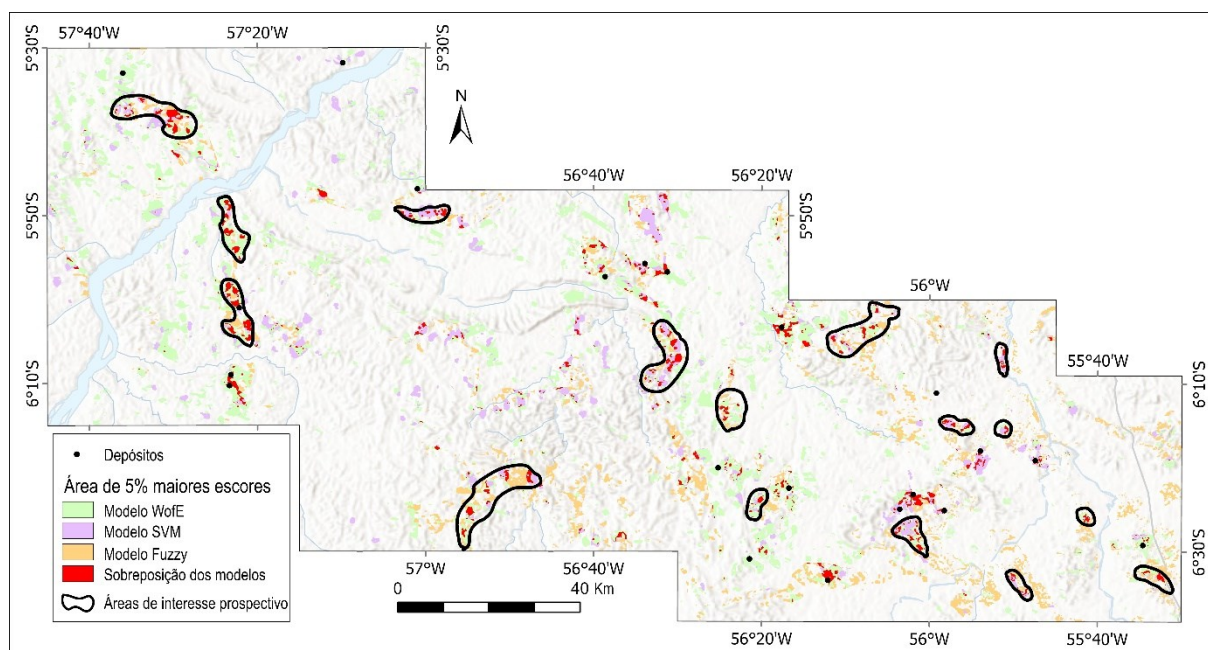 57°40'W
57°20'W
5°30'S
5°30'S
N
56°40'W
56°20'W
5°50'S
5°50'S
56°W
55°40'W
6°10'S
6°10'S
Depósitos
Área de 5% maiores escores
Modelo WofE
Modelo SVM
Modelo Fuzzy
Sobreposição dos modelos
Áreas de interesse prospectivo
57°W
56°40'W
6°30'S
0
40 Km
56°20'W
56°W
55°40'W